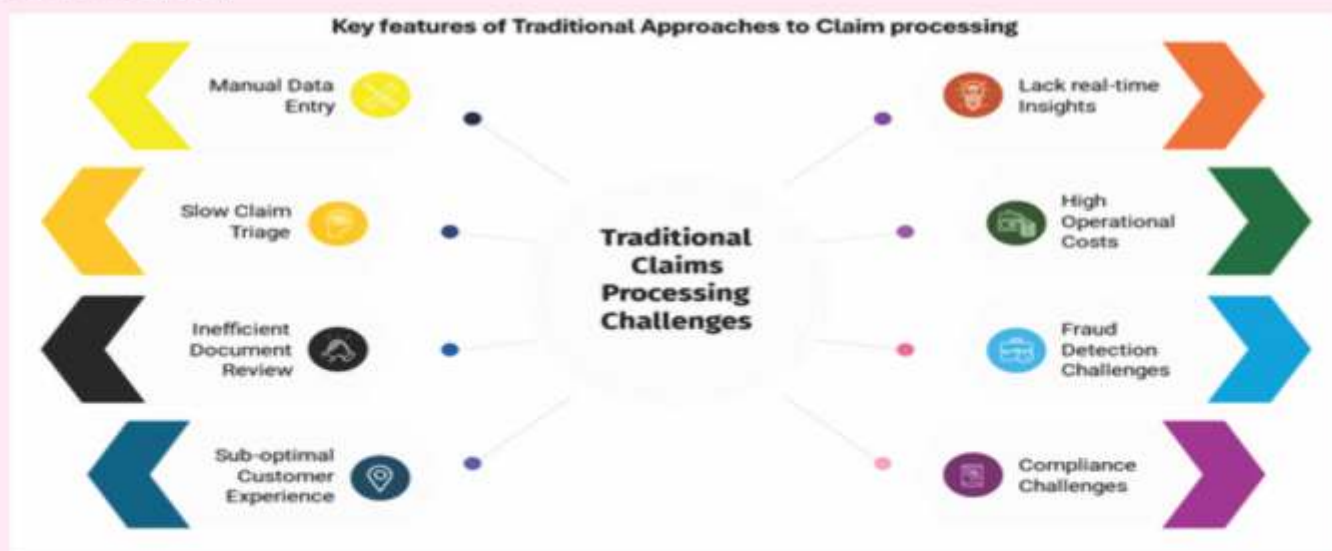 Key features of Traditional Approaches to Claim processing
Manual Data
Entry
Slow Claim
Triage
Inefficient
Document
Review
Sub-optimal
Customer
Experience
Traditional
Claims
Processing
Challenges
Lack real-time
Insights
High
Operational
Costs
Fraud
Detection
Challenges
Compliance
Challenges